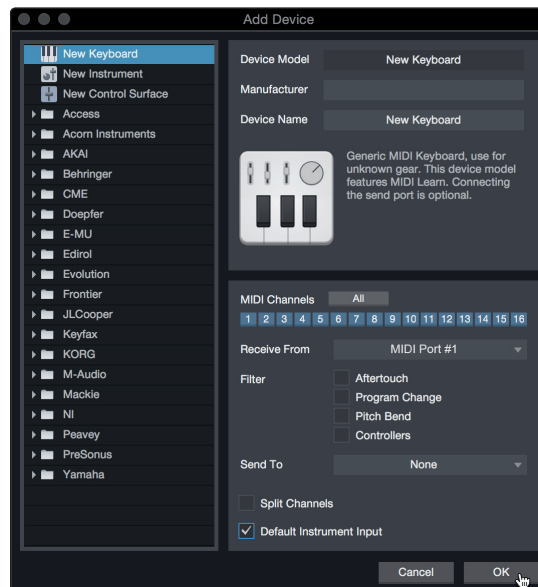 Add Device
New Keyboard
New Instrument
New Control Surface
Access
Acorn Instruments
AKAI
Behringer
CME
Doepfer
E-MU
Edirol
Evolution
Frontier
JLCooper
Keyfax
KORG
M-Audio
Mackie
NI
Peavey
PreSonus
Yamaha
Device Model New Keyboard
Manufacturer
Device Name New Keyboard
Generic MIDI Keyboard, use for
unknown gear. This device model
features MIDI Learn. Connecting
the send port is optional.
MIDI Channels All
1 2 3 4 5 6 7 8 9 10 11 12 13 14 15 16
Receive From MIDI Port #1
Filter Aftertouch
Program Change
Pitch Bend
Controllers
Send To None
Split Channels
Default Instrument Input
Cancel OK